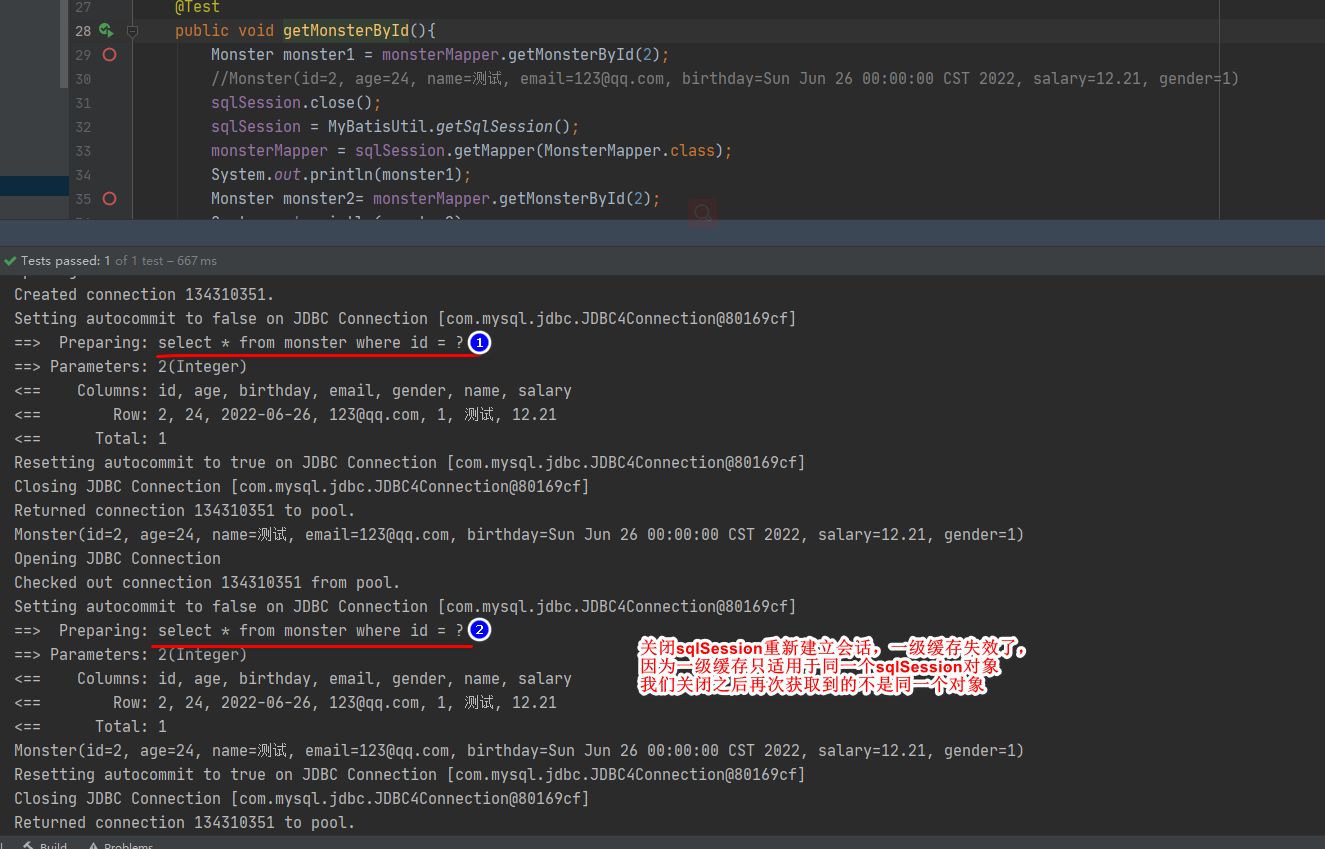 27 @Test
28 public void getMonsterById(){
29 Monster monster1 = monsterMapper.getMonsterById(2);
30 //Monster(id=2, age=24, name=测试, email=123@qq.com, birthday=Sun Jun 26 00:00:00 CST 2022, salary=12.21, gender=1)
31 sqlSession.close();
32 sqlSession = MyBatisUtil.getSqlSession();
33 monsterMapper = sqlSession.getMapper(MonsterMapper.class);
34 System.out.println(monster1);
35 Monster monster2= monsterMapper.getMonsterById(2);
Tests passed: 1 of 1 test – 667 ms
Created connection 134310351.
Setting autocommit to false on JDBC Connection [com.mysql.jdbc.JDBC4Connection@80169cf]
==>  Preparing: select * from monster where id = ? 1
==> Parameters: 2(Integer)
<==    Columns: id, age, birthday, email, gender, name, salary
<==        Row: 2, 24, 2022-06-26, 123@qq.com, 1, 测试, 12.21
<==      Total: 1
Resetting autocommit to true on JDBC Connection [com.mysql.jdbc.JDBC4Connection@80169cf]
Closing JDBC Connection [com.mysql.jdbc.JDBC4Connection@80169cf]
Returned connection 134310351 to pool.
Monster(id=2, age=24, name=测试, email=123@qq.com, birthday=Sun Jun 26 00:00:00 CST 2022, salary=12.21, gender=1)
Opening JDBC Connection
Checked out connection 134310351 from pool.
Setting autocommit to false on JDBC Connection [com.mysql.jdbc.JDBC4Connection@80169cf]
==>  Preparing: select * from monster where id = ? 2
==> Parameters: 2(Integer)
<==    Columns: id, age, birthday, email, gender, name, salary
<==        Row: 2, 24, 2022-06-26, 123@qq.com, 1, 测试, 12.21
<==      Total: 1
关闭sqlSession重新建立会话，一级缓存失效了，
因为一级缓存只适用于同一个sqlSession对象
我们关闭之后再次获取到的不是同一个对象
Monster(id=2, age=24, name=测试, email=123@qq.com, birthday=Sun Jun 26 00:00:00 CST 2022, salary=12.21, gender=1)
Resetting autocommit to true on JDBC Connection [com.mysql.jdbc.JDBC4Connection@80169cf]
Closing JDBC Connection [com.mysql.jdbc.JDBC4Connection@80169cf]
Returned connection 134310351 to pool.
Build Problems